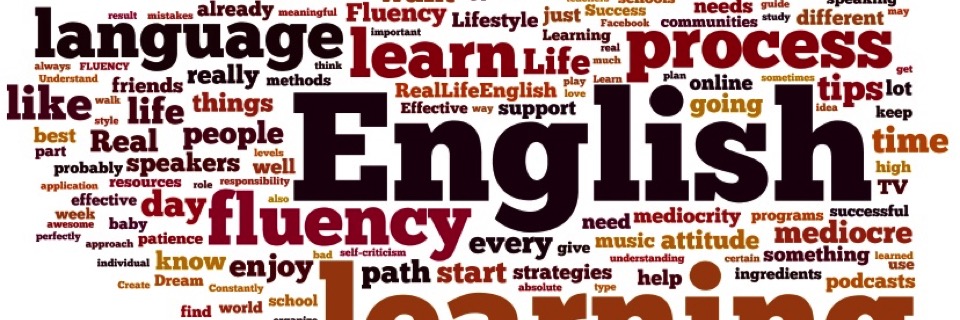 speaking
result mistakes already meaningful Fluency Success needs guide
language Lifestyle just Facebook communities study different may
important learn Learning real process
always FLUENCY think Life much get
Understand friends really methods play Learn plan online sometimes tips lot
RealLifeEnglish love
like walk life things Effective way support going idea keep
style English
best Real people time
part levels high
probably speakers well TV
application resources role responsibility
effective day also fluency need mediocrity programs successful
week awesome baby every give music attitude mediocre
perfectly approach patience self-criticism understanding certain something learned
individual know enjoy bad path start strategies help ingredients use
Create Dream Constantly absolute type podcasts
find world school learning